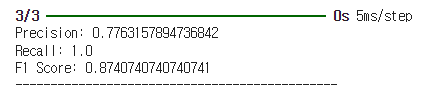 3/3 ━━━━━━━━━━━━━━━━━━━━ 0s 5ms/step
Precision: 0.7763157894736842
Recall: 1.0
F1 Score: 0.8740740740740741
------------------------------------------------